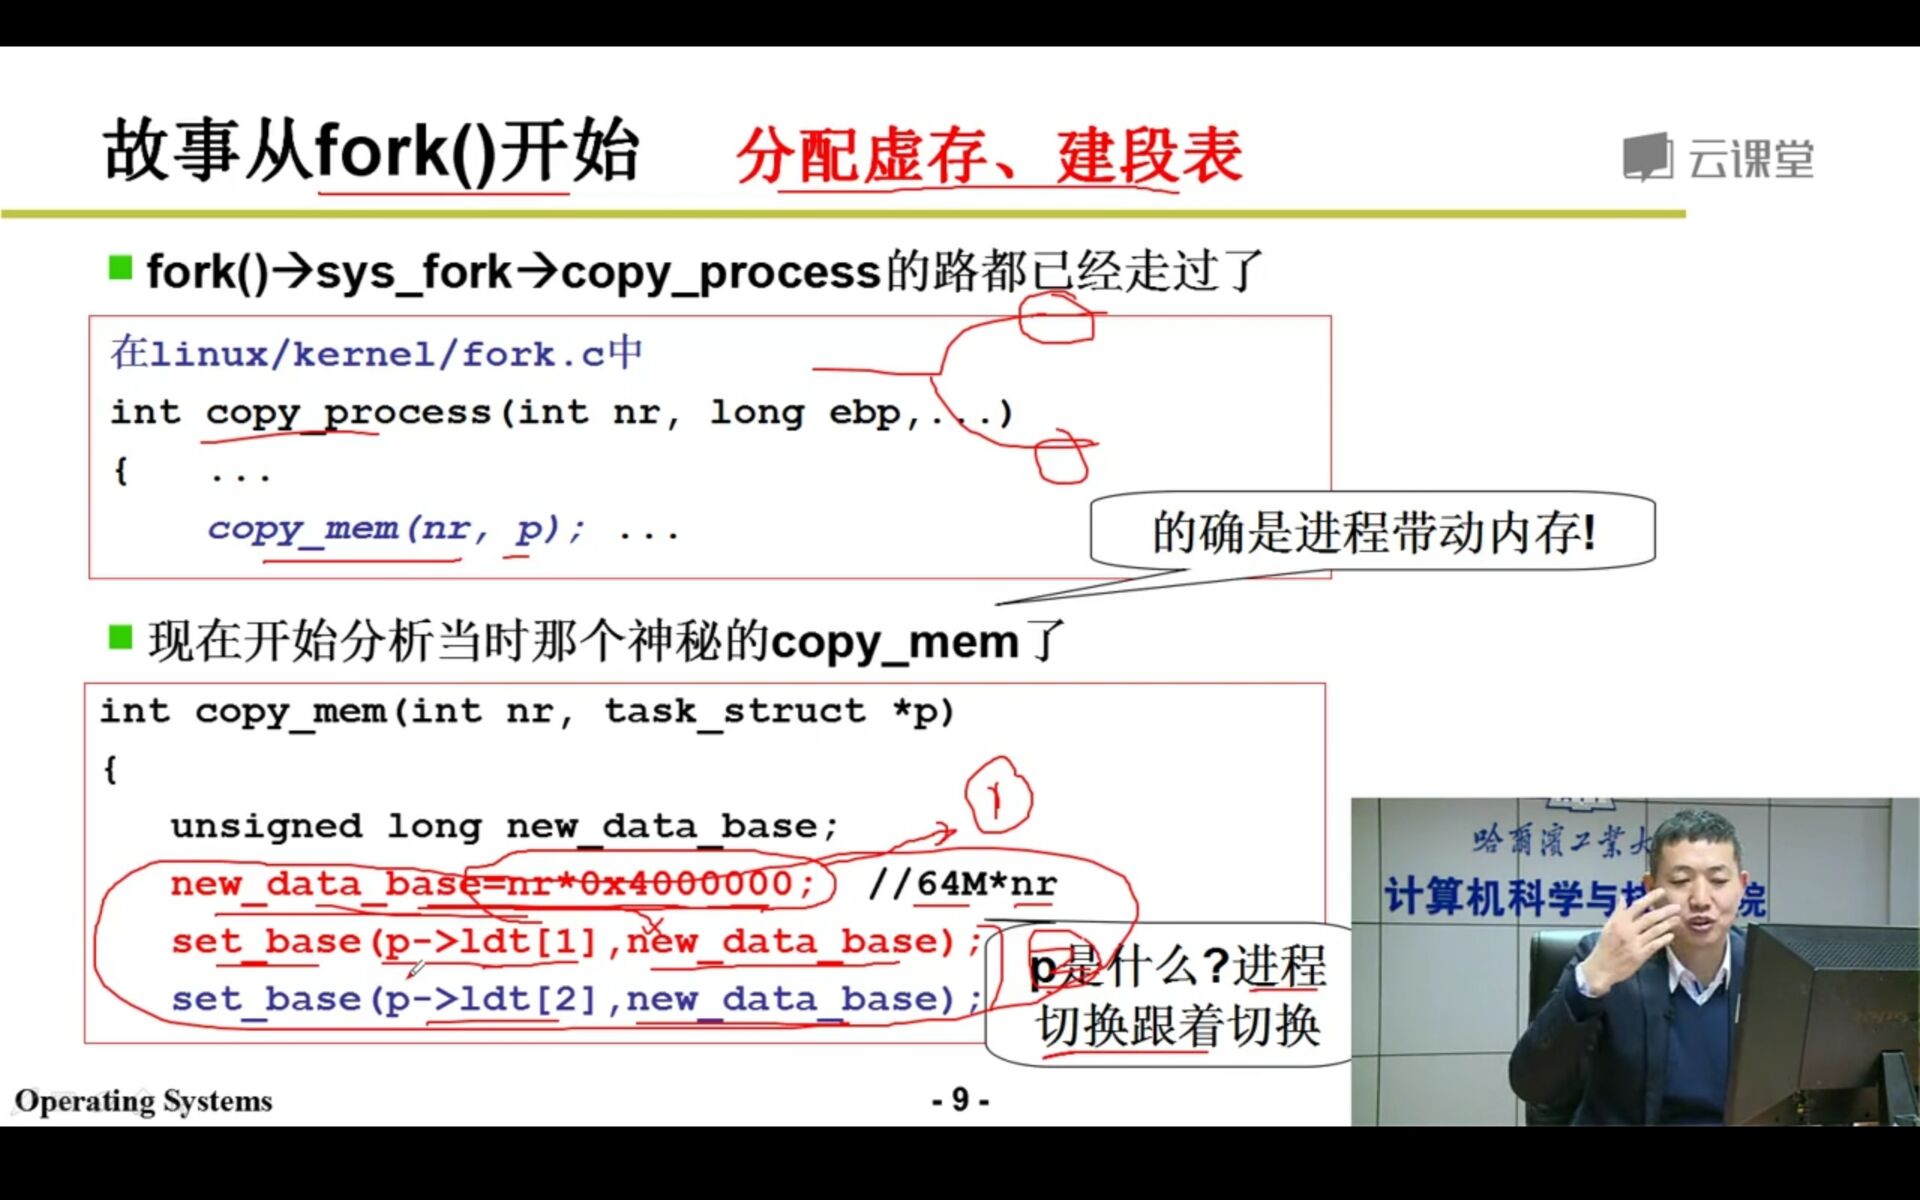 故事从fork()开始 分配虚存、建段表
云课堂
fork()→sys_fork→copy_process的路都已经走过了
在linux/kernel/fork.c中
int copy_process(int nr, long ebp,...)
{ ...
copy_mem(nr, p); ...
的确是进程带动内存!
现在开始分析当时那个神秘的copy_mem了
int copy_mem(int nr, task_struct *p)
{
unsigned long new_data_base;
new_data_base=nr*0x4000000; //64M*nr
set_base(p->ldt[1],new_data_base);
set_base(p->ldt[2],new_data_base);
p是什么?进程
切换跟着切换
哈尔滨工业大
计算机科学与 院
Operating Systems
- 9 -